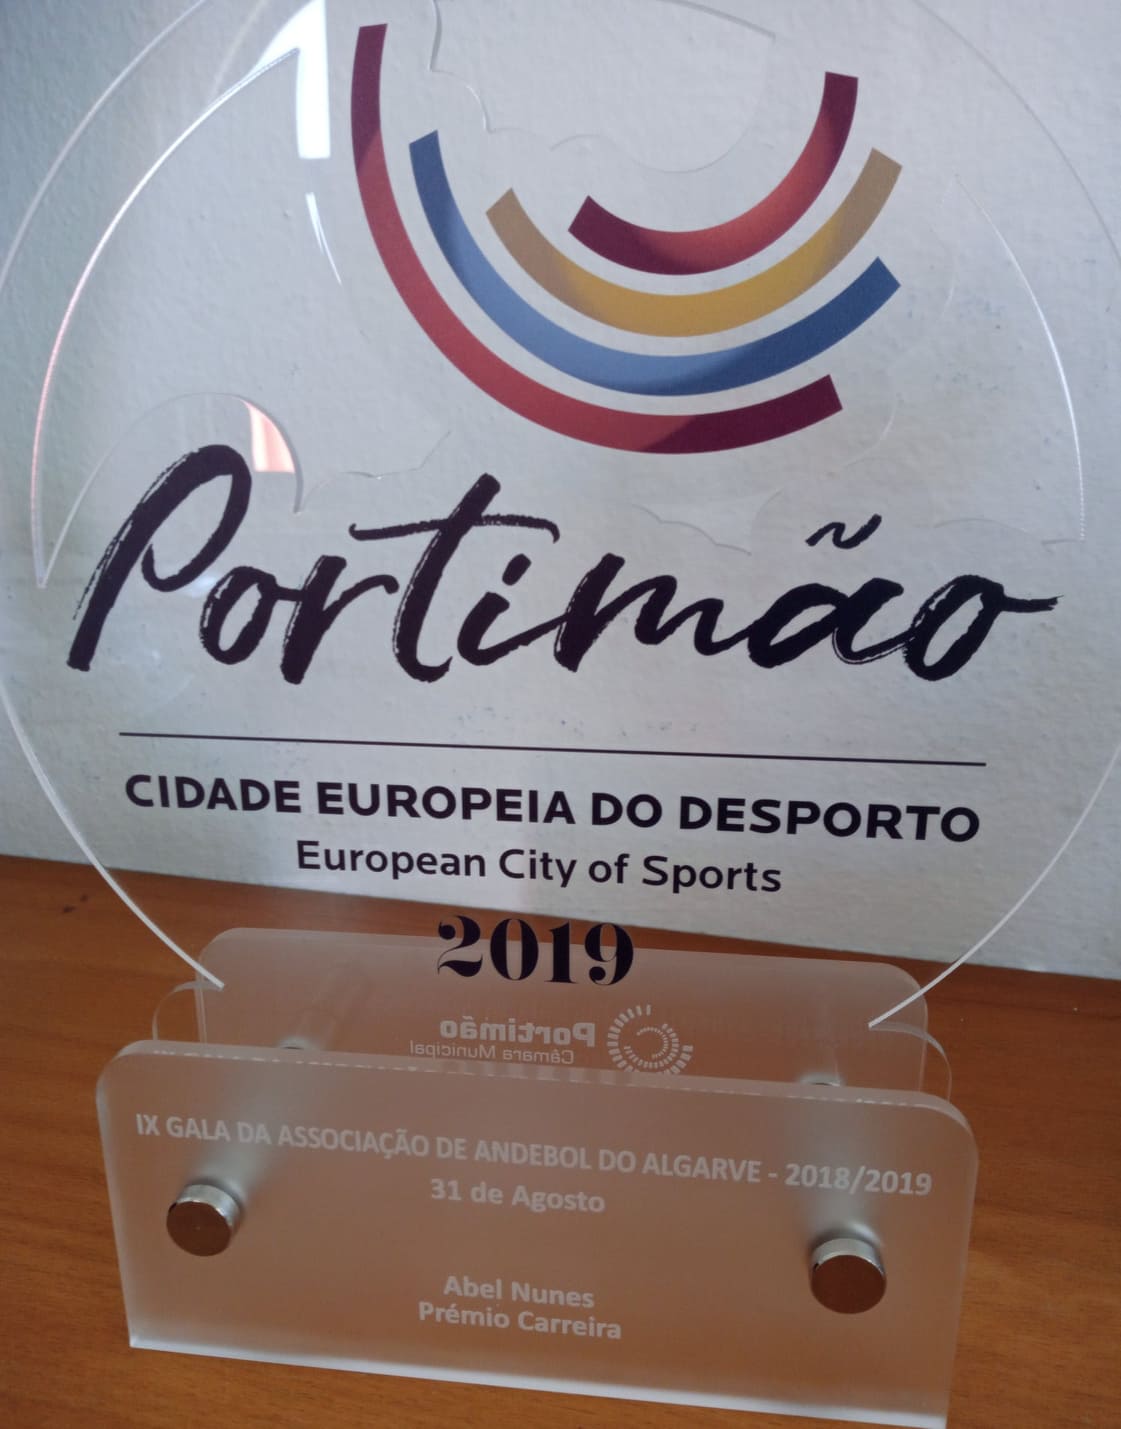 Portimão
CIDADE EUROPEIA DO DESPORTO
European City of Sports
2019
Portimão
Câmara Municipal
IX GALA DA ASSOCIAÇÃO DE ANDEBOL DO ALGARVE - 2018/2019
31 de Agosto
Abel Nunes
Prémio Carreira